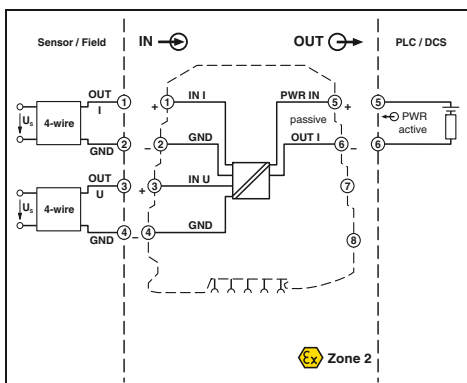 Sensor / Field
IN
OUT
PLC / DCS
OUT
I
1
1
+
IN I
PWR IN
5
+
5
passive
PWR
active
Us
4-wire
GND
2
–
2
GND
OUT I
6
–
6
OUT
U
3
+
3
IN U
7
Us
4-wire
GND
4
–
4
GND
8
Ex
Zone 2